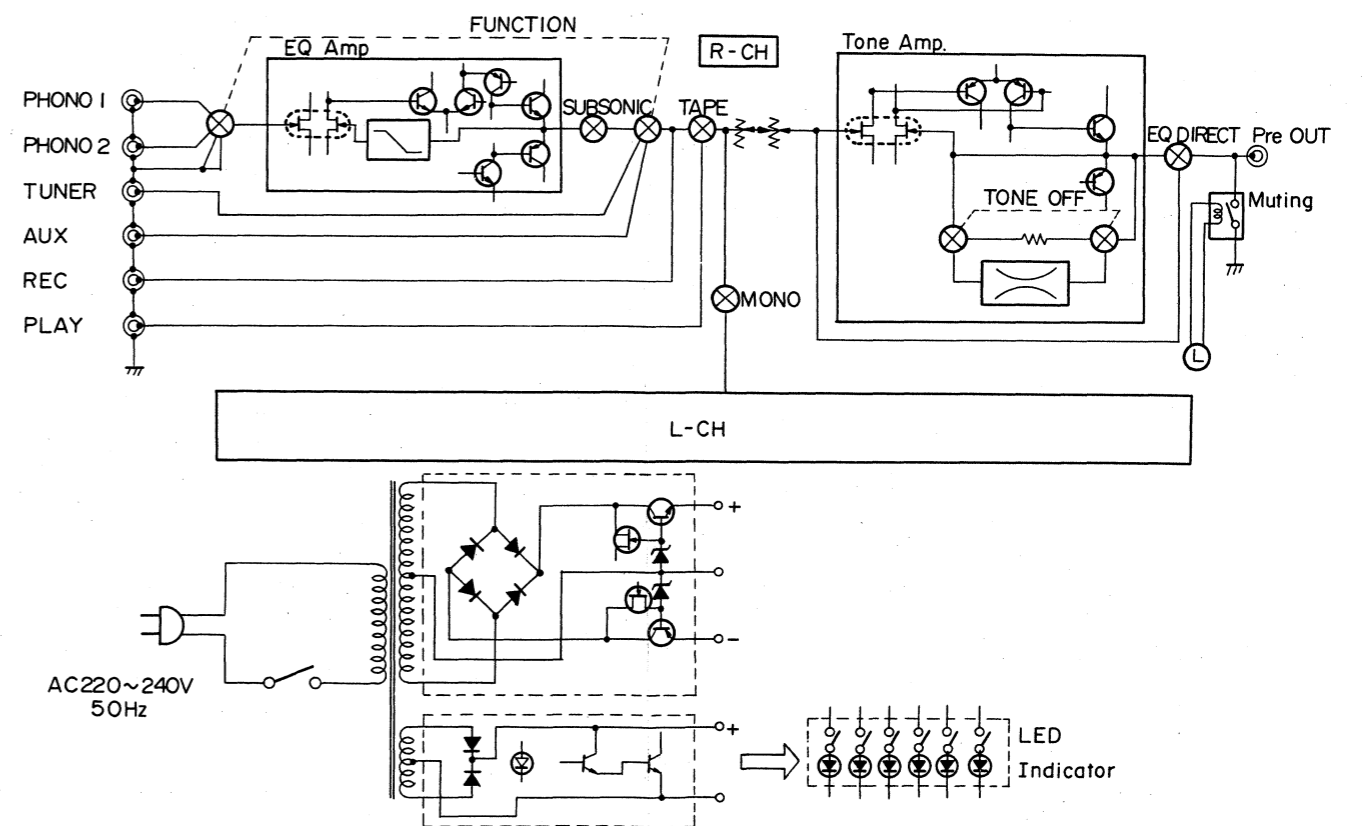 FUNCTION
EQ Amp
R-CH
Tone Amp.
PHONO 1
SUBSONIC
TAPE
EQ DIRECT
Pre OUT
PHONO 2
TUNER
TONE OFF
Muting
AUX
REC
MONO
PLAY
L
L-CH
+
-
AC220~240V
50Hz
+
LED
Indicator